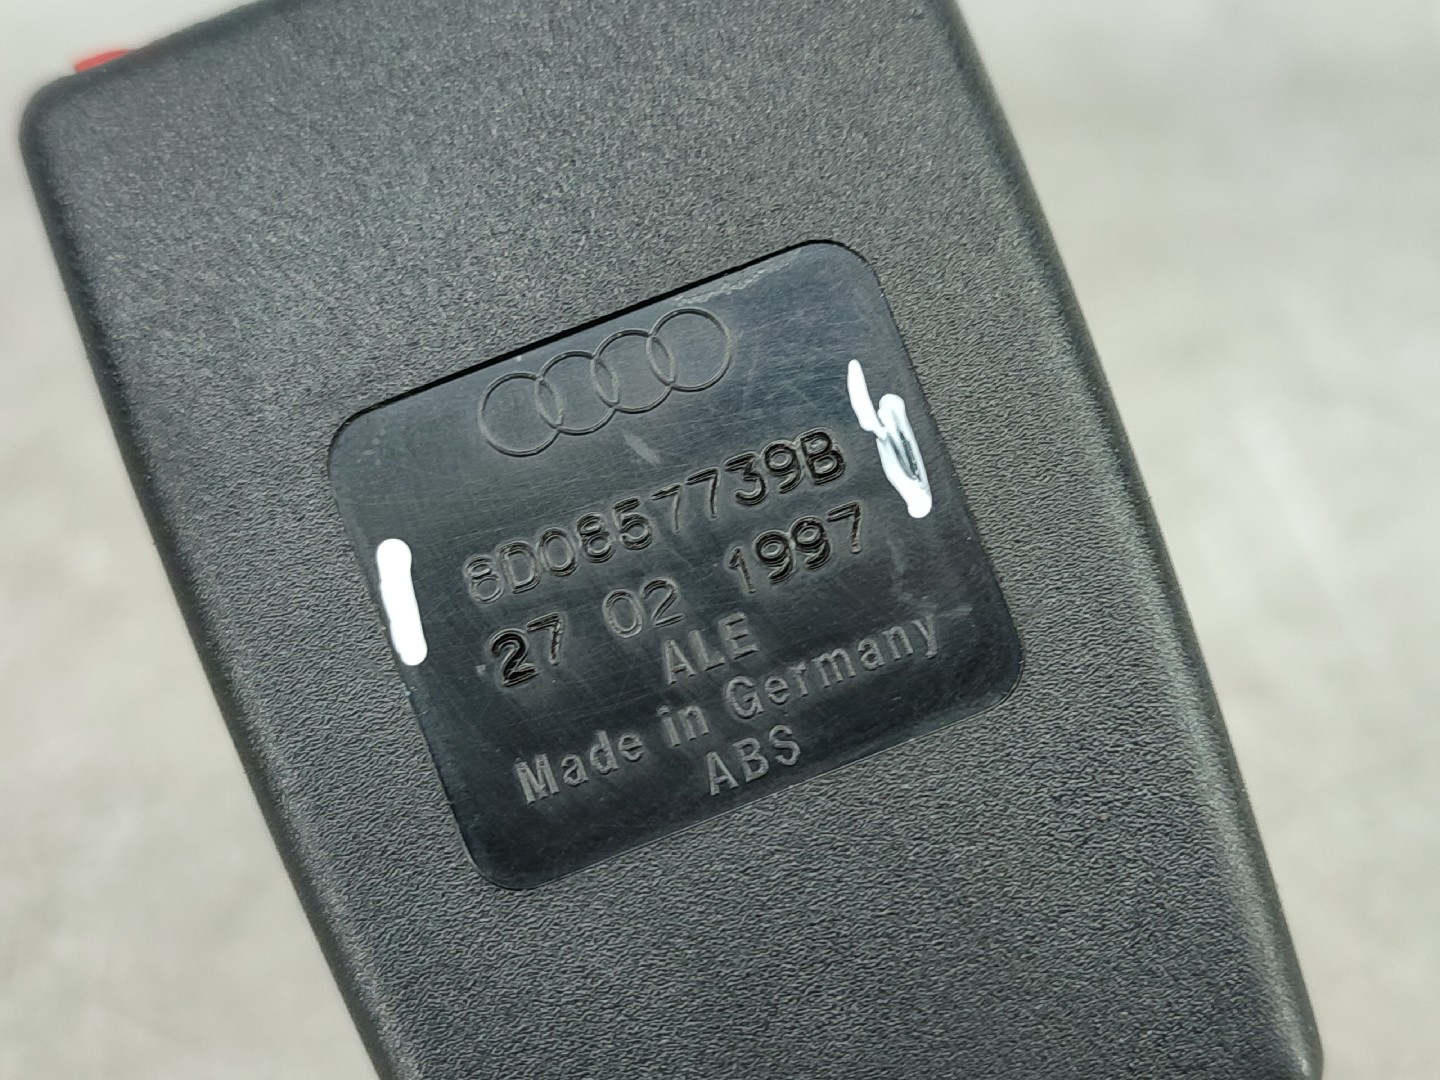 8D0857739B
27 02 1997
ALE
Made in Germany
ABS